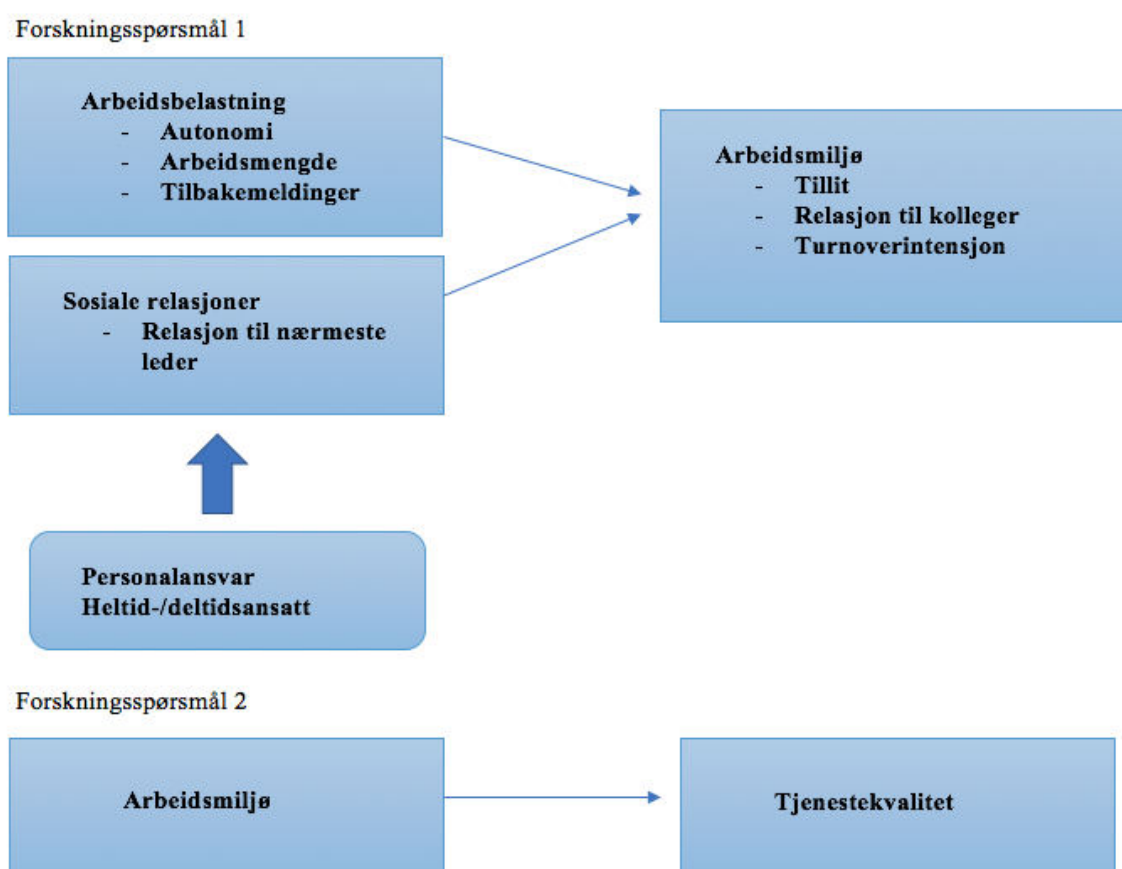 Forskningsspørsmål 1
Arbeidsbelastning
- Autonomi
- Arbeidsmengde
- Tilbakemeldinger
Sosiale relasjoner
- Relasjon til nærmeste
leder
Arbeidsmiljø
- Tillit
- Relasjon til kolleger
- Turnoverintensjon
Personalansvar
Heltid-/deltidsansatt
Forskningsspørsmål 2
Arbeidsmiljø
Tjenestekvalitet